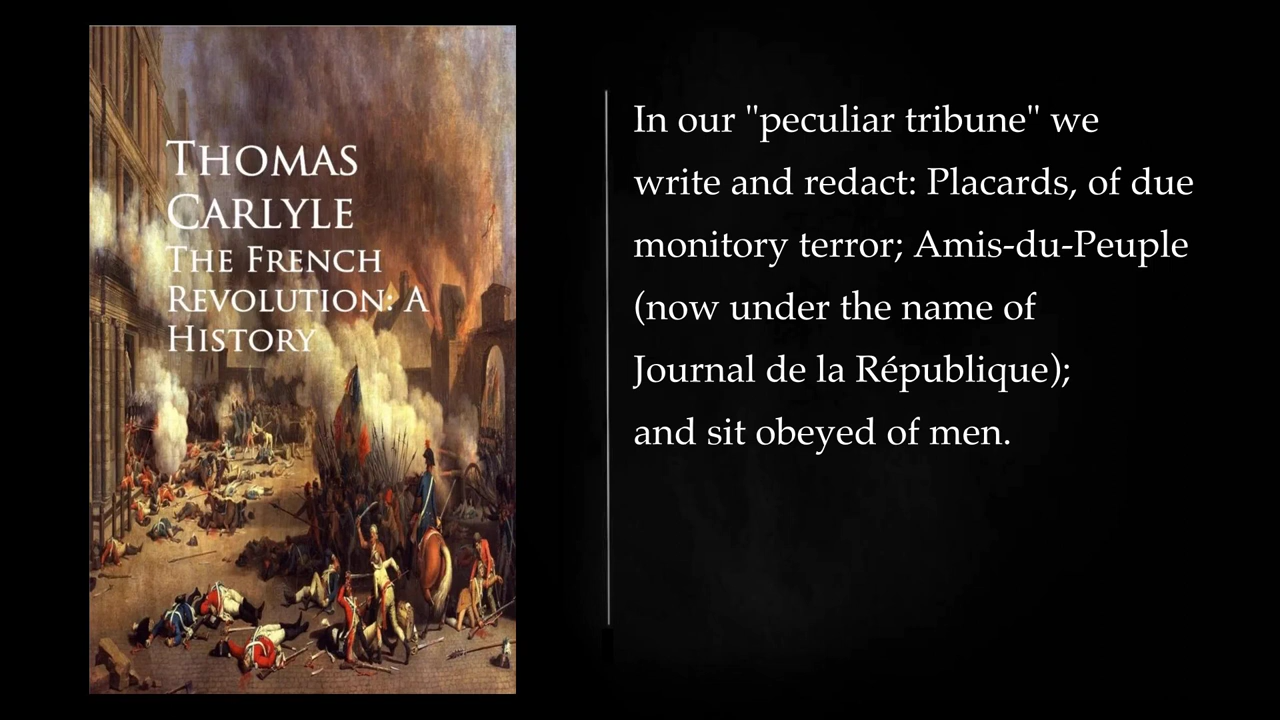 THOMAS
CARLYLE
THE FRENCH
REVOLUTION: A
HISTORY
In our "peculiar tribune" we
write and redact: Placards, of due
monitory terror; Amis-du-Peuple
(now under the name of
Journal de la République);
and sit obeyed of men.